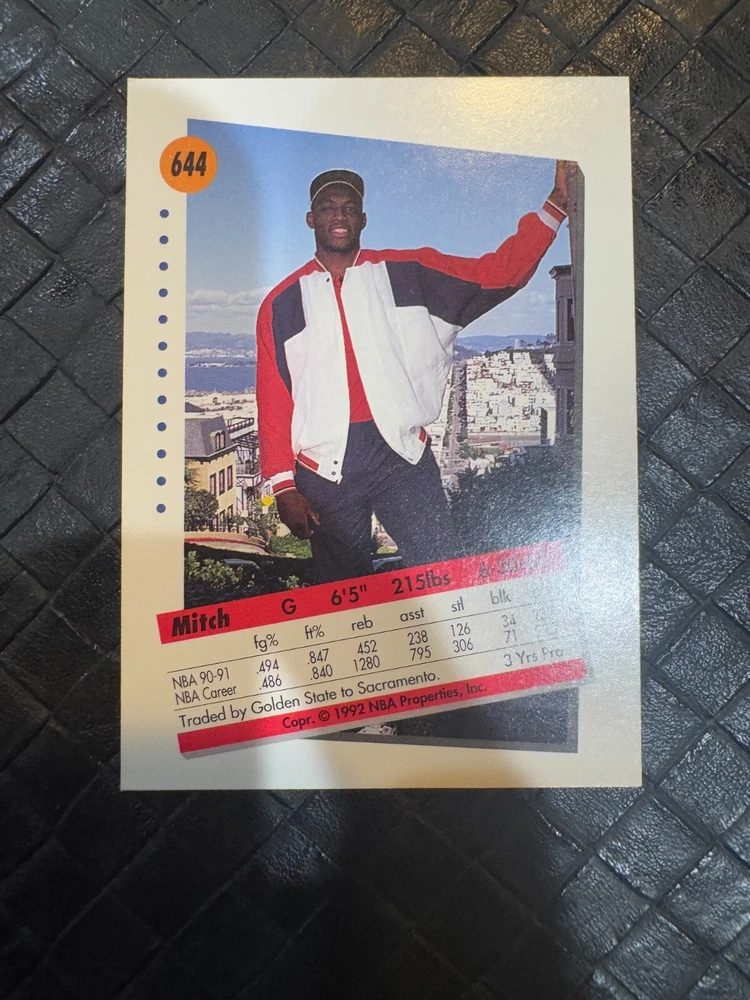 644
Mitch G 6'5" 215lbs
fg% ft% reb asst stl blk
NBA 90-91 .494 .847 452 238 126 34
NBA Career .486 .840 1280 795 306 71
3 Yrs Pro
Traded by Golden State to Sacramento.
Copr. © 1992 NBA Properties, Inc.